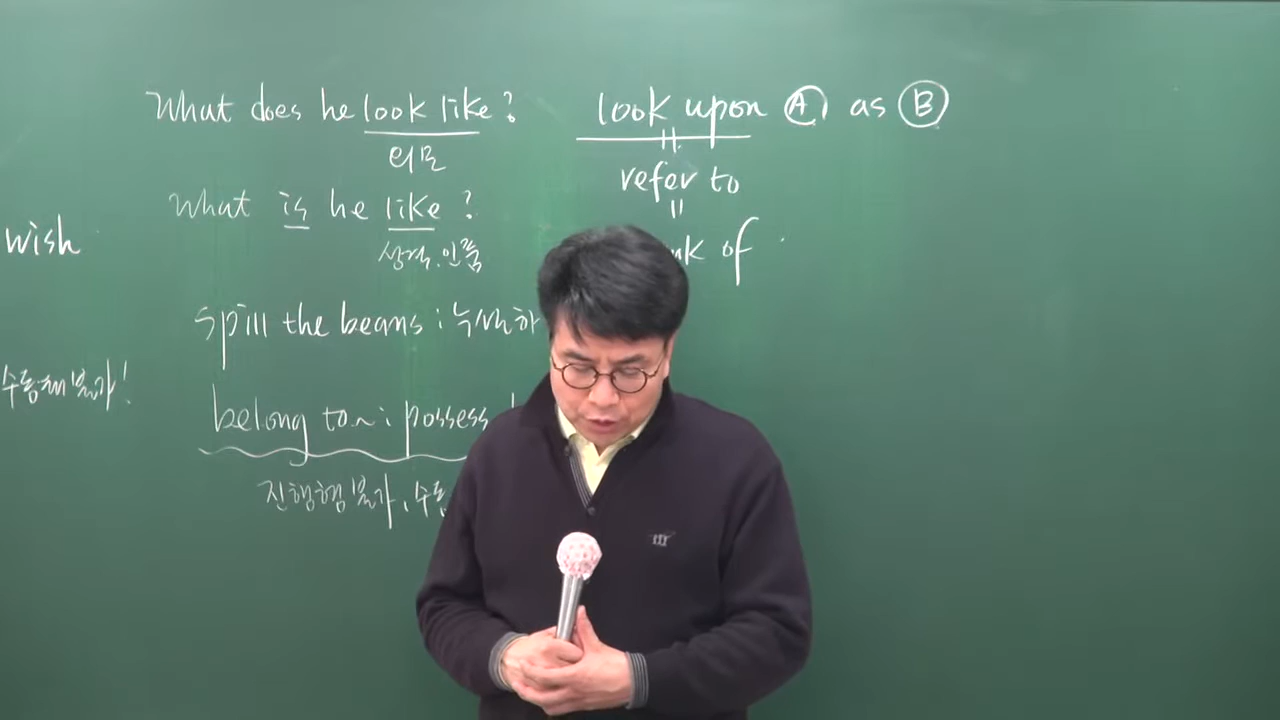 What does he look like?
외모
What is he like?
성격.인품
wish
spill the beans : 누설하
수동태 불가!
belong to~ : possess
진행형 불가, 수동
look upon Ⓐ as Ⓑ
=
refer to
=
nk of